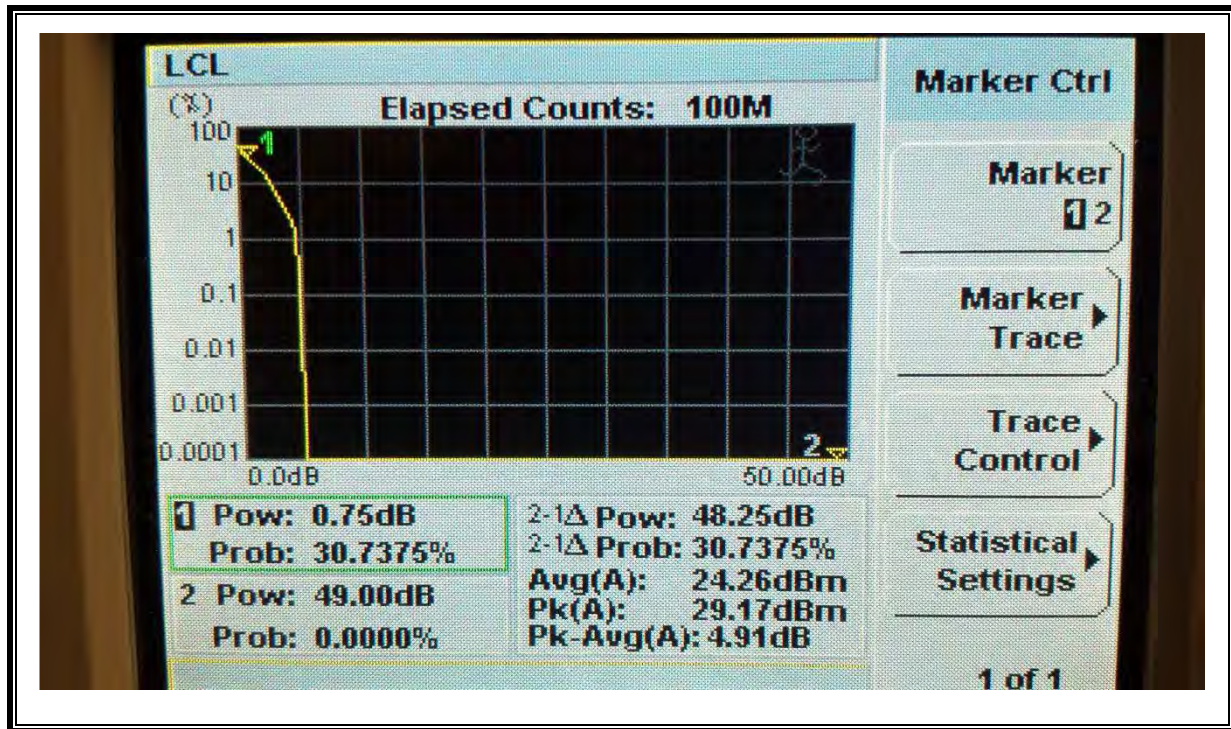 LCL
(%) Elapsed Counts: 100M
100
10
1
0.1
0.01
0.001
0.0001
1
2
0.0dB 50.00dB
1 Pow: 0.75dB
Prob: 30.7375%
2 Pow: 49.00dB
Prob: 0.0000%
2-1Δ Pow: 48.25dB
2-1Δ Prob: 30.7375%
Avg(A): 24.26dBm
Pk(A): 29.17dBm
Pk-Avg(A): 4.91dB
Marker Ctrl
Marker
1 2
Marker
Trace
Trace
Control
Statistical
Settings
1 of 1